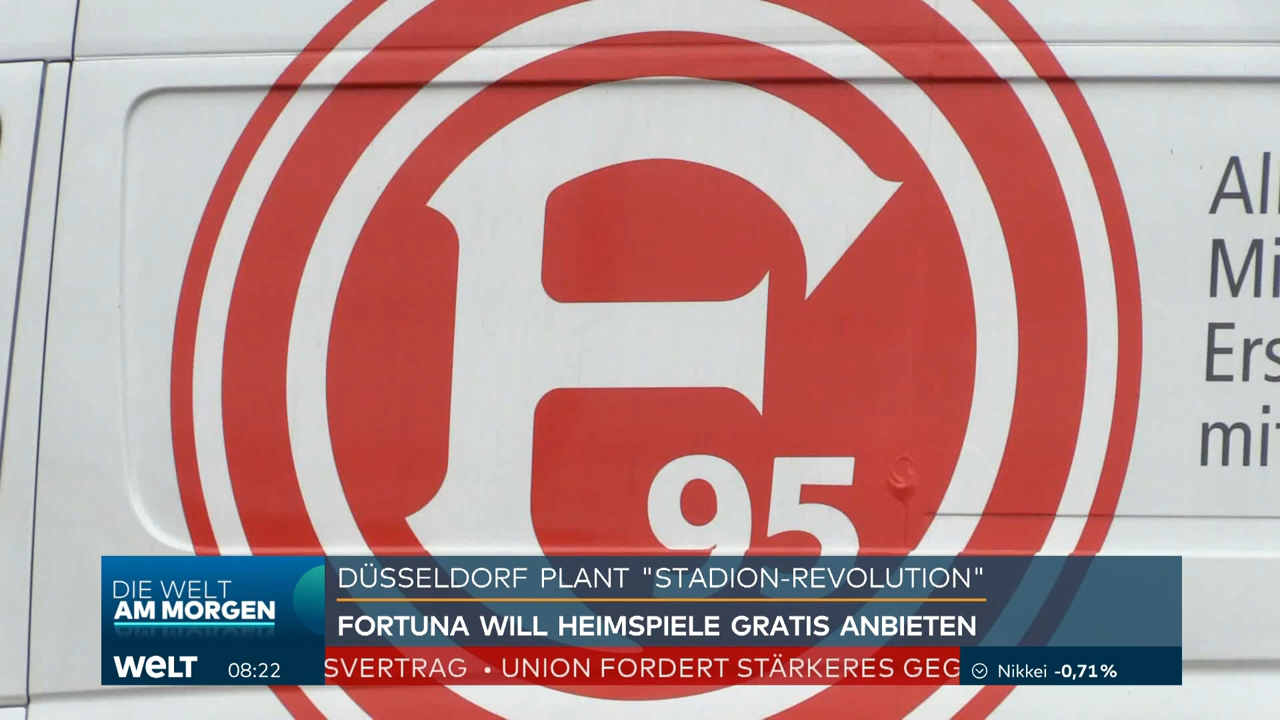 F
95
Al
Mi
Ers
mit
DIE WELT
AM MORGEN
DÜSSELDORF PLANT "STADION-REVOLUTION"
FORTUNA WILL HEIMSPIELE GRATIS ANBIETEN
welt
08:22
SVERTRAG • UNION FORDERT STÄRKERES GEG
Nikkei -0,71%